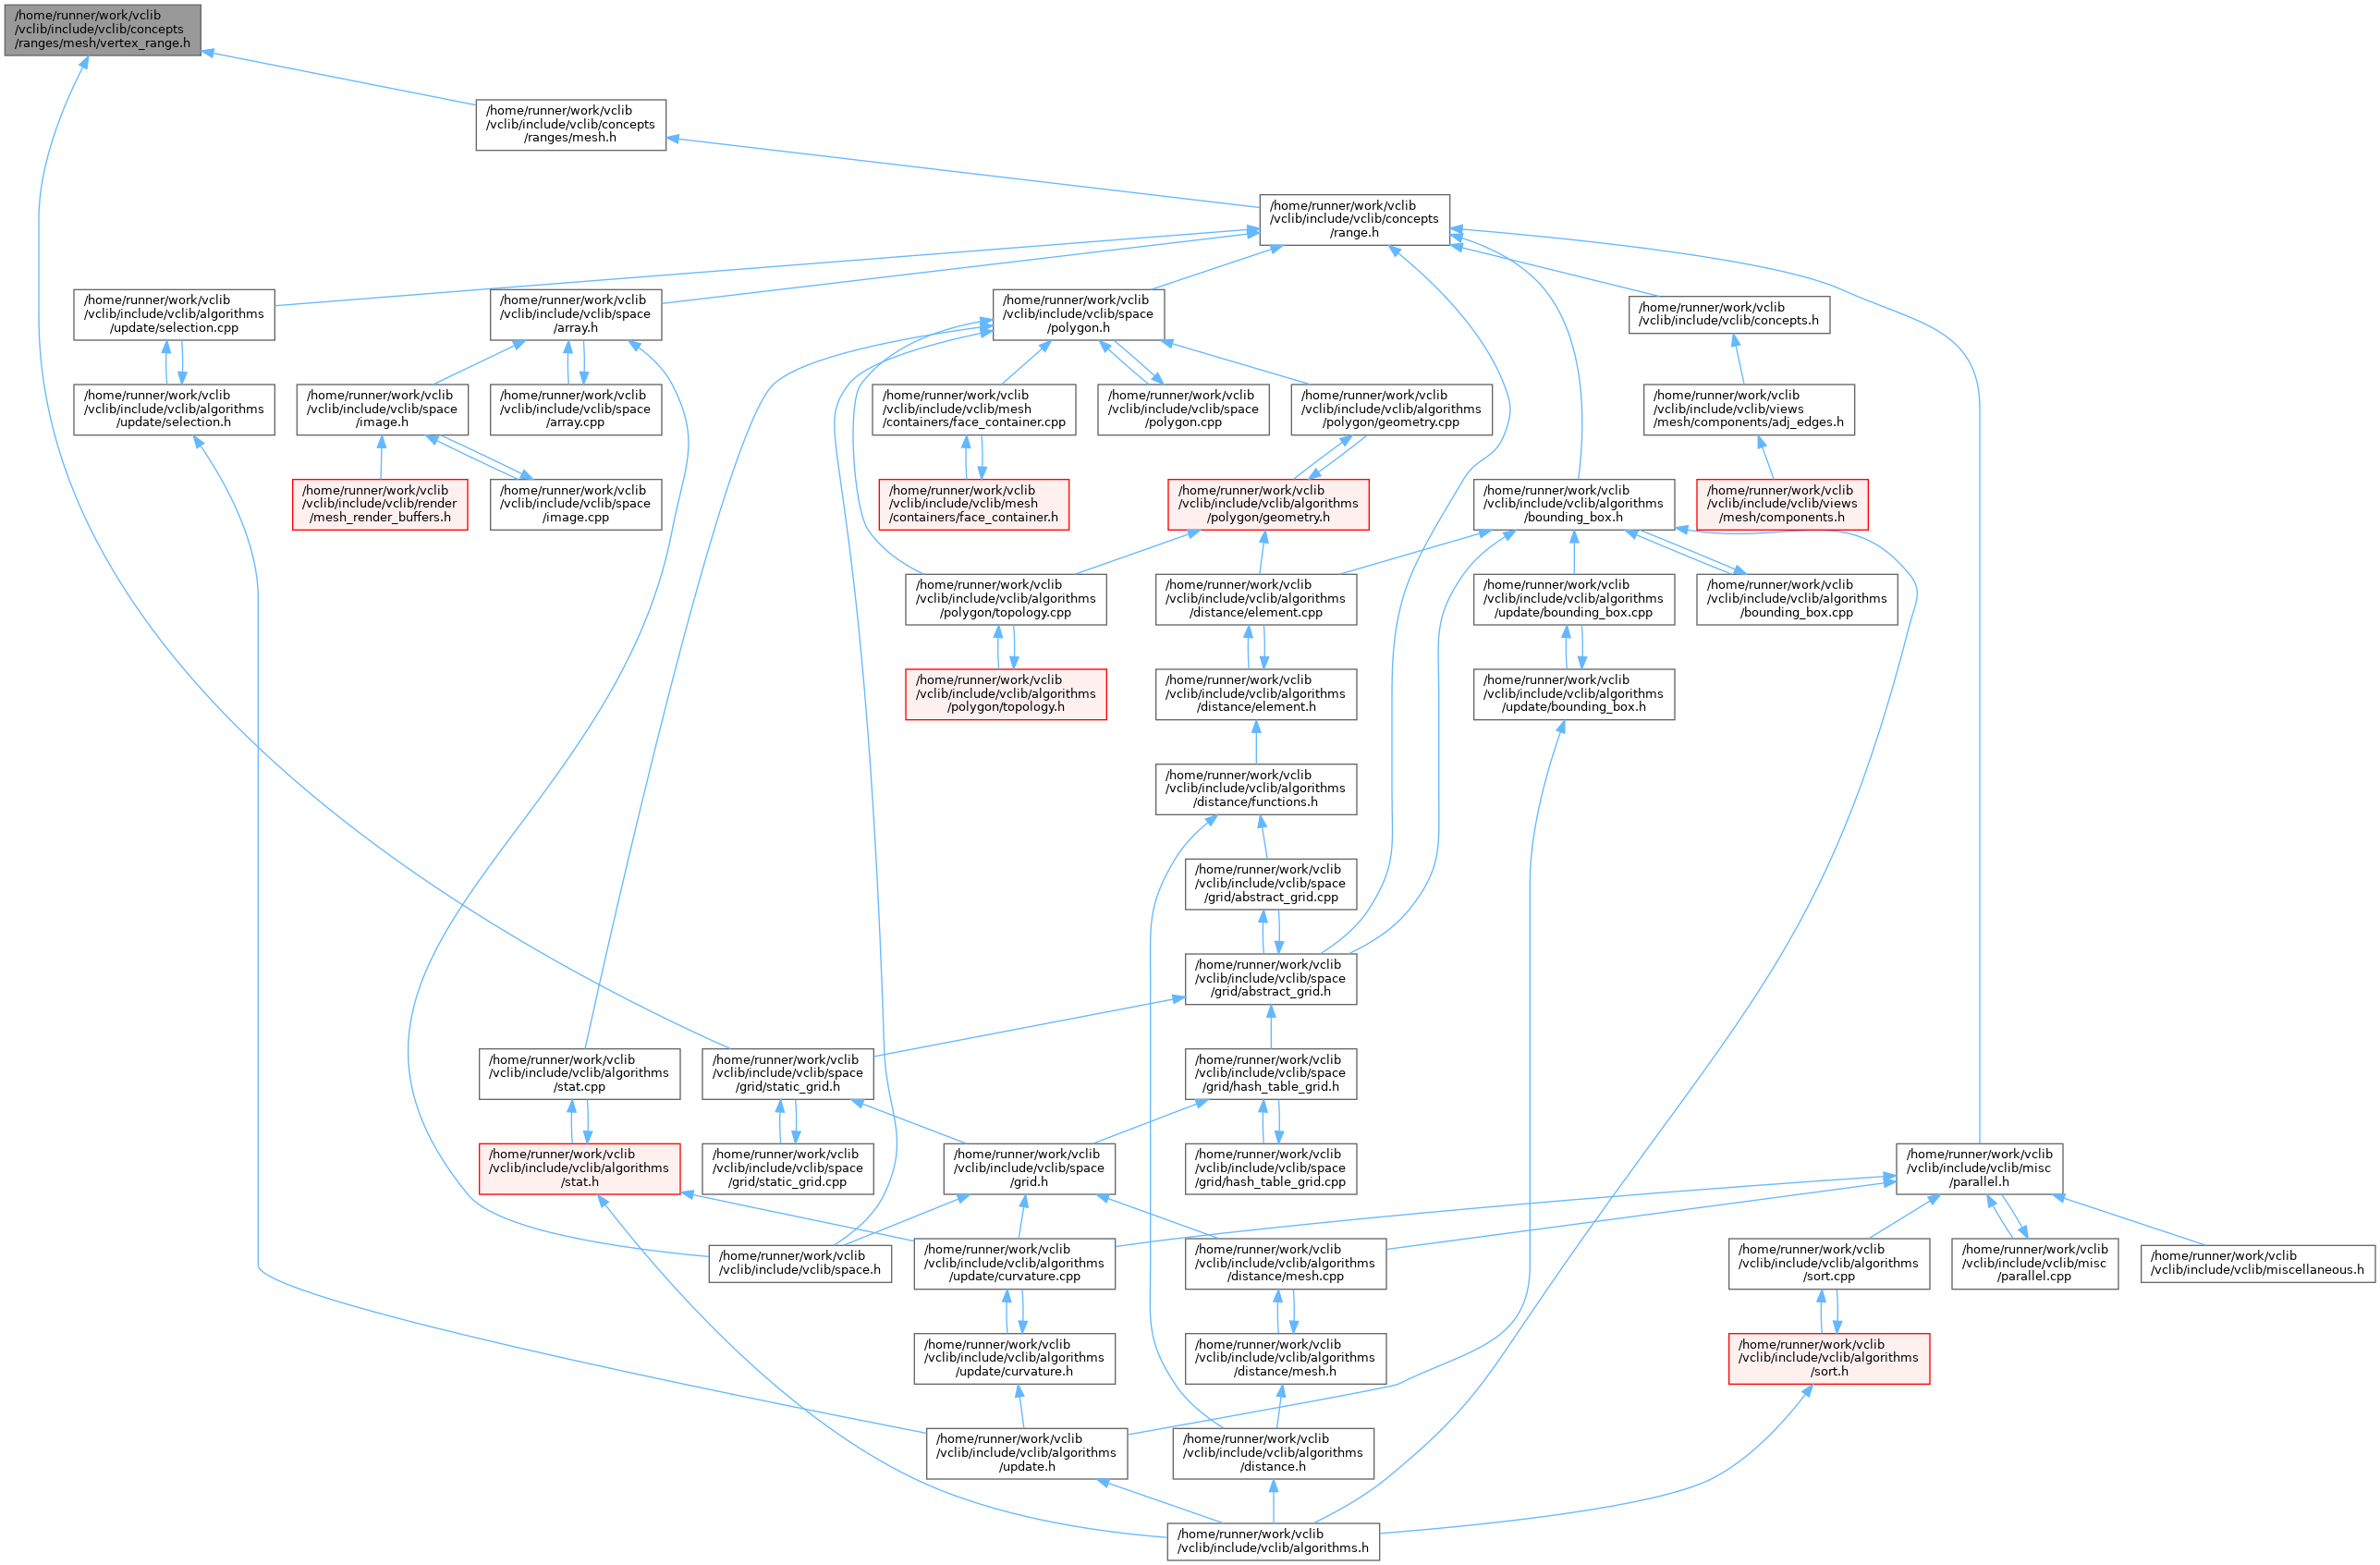 /home/runner/work/vclib
/vclib/include/vclib/concepts
/ranges/mesh/vertex_range.h
/home/runner/work/vclib
/vclib/include/vclib/concepts
/ranges/mesh.h
/home/runner/work/vclib
/vclib/include/vclib/concepts
/range.h
/home/runner/work/vclib
/vclib/include/vclib/algorithms
/update/selection.cpp
/home/runner/work/vclib
/vclib/include/vclib/space
/array.h
/home/runner/work/vclib
/vclib/include/vclib/space
/polygon.h
/home/runner/work/vclib
/vclib/include/vclib/concepts.h
/home/runner/work/vclib
/vclib/include/vclib/algorithms
/update/selection.h
/home/runner/work/vclib
/vclib/include/vclib/space
/image.h
/home/runner/work/vclib
/vclib/include/vclib/space
/array.cpp
/home/runner/work/vclib
/vclib/include/vclib/mesh
/containers/face_container.cpp
/home/runner/work/vclib
/vclib/include/vclib/space
/polygon.cpp
/home/runner/work/vclib
/vclib/include/vclib/algorithms
/polygon/geometry.cpp
/home/runner/work/vclib
/vclib/include/vclib/views
/mesh/components/adj_edges.h
/home/runner/work/vclib
/vclib/include/vclib/render
/mesh_render_buffers.h
/home/runner/work/vclib
/vclib/include/vclib/space
/image.cpp
/home/runner/work/vclib
/vclib/include/vclib/mesh
/containers/face_container.h
/home/runner/work/vclib
/vclib/include/vclib/algorithms
/polygon/geometry.h
/home/runner/work/vclib
/vclib/include/vclib/algorithms
/bounding_box.h
/home/runner/work/vclib
/vclib/include/vclib/views
/mesh/components.h
/home/runner/work/vclib
/vclib/include/vclib/algorithms
/polygon/topology.cpp
/home/runner/work/vclib
/vclib/include/vclib/algorithms
/distance/element.cpp
/home/runner/work/vclib
/vclib/include/vclib/algorithms
/update/bounding_box.cpp
/home/runner/work/vclib
/vclib/include/vclib/algorithms
/bounding_box.cpp
/home/runner/work/vclib
/vclib/include/vclib/algorithms
/polygon/topology.h
/home/runner/work/vclib
/vclib/include/vclib/algorithms
/distance/element.h
/home/runner/work/vclib
/vclib/include/vclib/algorithms
/update/bounding_box.h
/home/runner/work/vclib
/vclib/include/vclib/algorithms
/distance/functions.h
/home/runner/work/vclib
/vclib/include/vclib/space
/grid/abstract_grid.cpp
/home/runner/work/vclib
/vclib/include/vclib/space
/grid/abstract_grid.h
/home/runner/work/vclib
/vclib/include/vclib/algorithms
/stat.cpp
/home/runner/work/vclib
/vclib/include/vclib/space
/grid/static_grid.h
/home/runner/work/vclib
/vclib/include/vclib/space
/grid/hash_table_grid.h
/home/runner/work/vclib
/vclib/include/vclib/algorithms
/stat.h
/home/runner/work/vclib
/vclib/include/vclib/space
/grid/static_grid.cpp
/home/runner/work/vclib
/vclib/include/vclib/space
/grid.h
/home/runner/work/vclib
/vclib/include/vclib/space
/grid/hash_table_grid.cpp
/home/runner/work/vclib
/vclib/include/vclib/misc
/parallel.h
/home/runner/work/vclib
/vclib/include/vclib/space.h
/home/runner/work/vclib
/vclib/include/vclib/algorithms
/update/curvature.cpp
/home/runner/work/vclib
/vclib/include/vclib/algorithms
/distance/mesh.cpp
/home/runner/work/vclib
/vclib/include/vclib/algorithms
/sort.cpp
/home/runner/work/vclib
/vclib/include/vclib/misc
/parallel.cpp
/home/runner/work/vclib
/vclib/include/vclib/miscellaneous.h
/home/runner/work/vclib
/vclib/include/vclib/algorithms
/update/curvature.h
/home/runner/work/vclib
/vclib/include/vclib/algorithms
/distance/mesh.h
/home/runner/work/vclib
/vclib/include/vclib/algorithms
/sort.h
/home/runner/work/vclib
/vclib/include/vclib/algorithms
/update.h
/home/runner/work/vclib
/vclib/include/vclib/algorithms
/distance.h
/home/runner/work/vclib
/vclib/include/vclib/algorithms.h